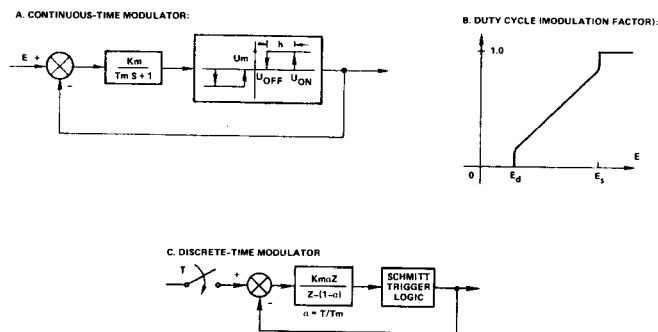 A. CONTINUOUS-TIME MODULATOR:
E + -
Km
Tm S + 1
Um
h
UOFF UON
B. DUTY CYCLE (MODULATION FACTOR):
1.0
E
0 Ed Es
C. DISCRETE-TIME MODULATOR
T
+ -
KmaZ
Z-(1-a)
a = T/Tm
SCHMITT
TRIGGER
LOGIC